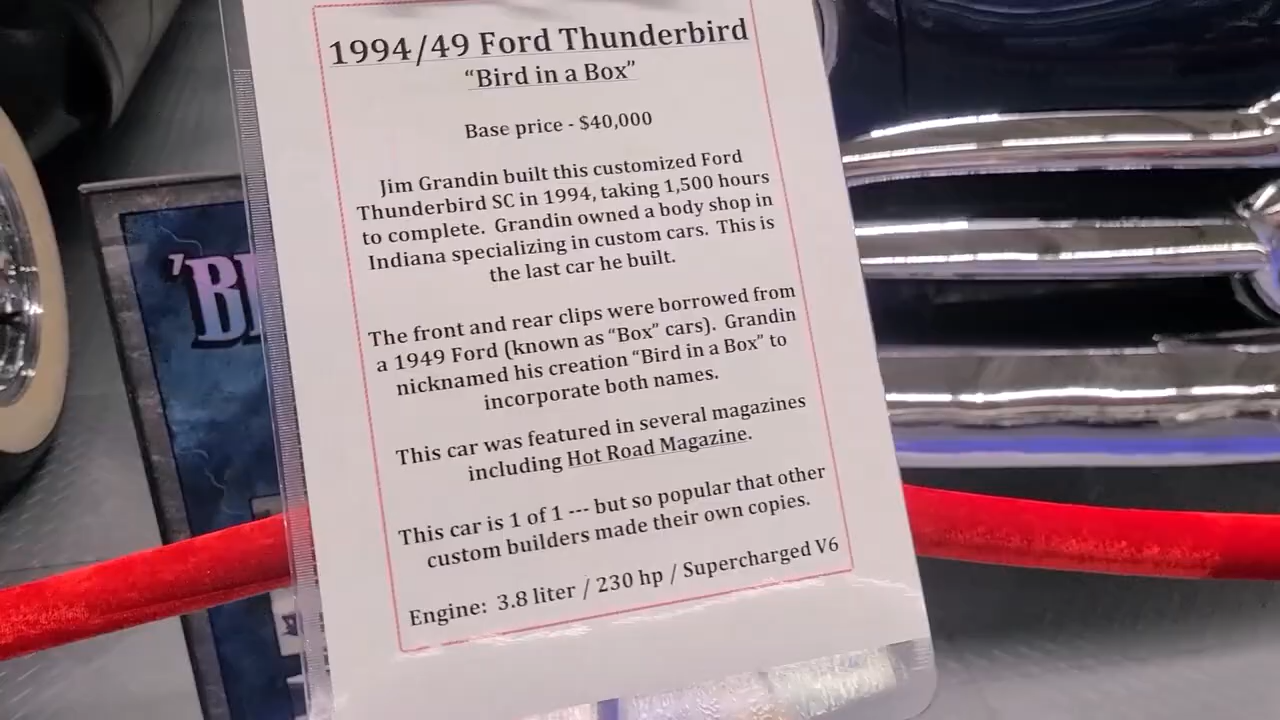 1994/49 Ford Thunderbird
“Bird in a Box”
Base price - $40,000
Jim Grandin built this customized Ford
Thunderbird SC in 1994, taking 1,500 hours
to complete. Grandin owned a body shop in
Indiana specializing in custom cars. This is
the last car he built.
The front and rear clips were borrowed from
a 1949 Ford (known as “Box” cars). Grandin
nicknamed his creation “Bird in a Box” to
incorporate both names.
This car was featured in several magazines
including Hot Road Magazine.
This car is 1 of 1 --- but so popular that other
custom builders made their own copies.
Engine: 3.8 liter / 230 hp / Supercharged V6